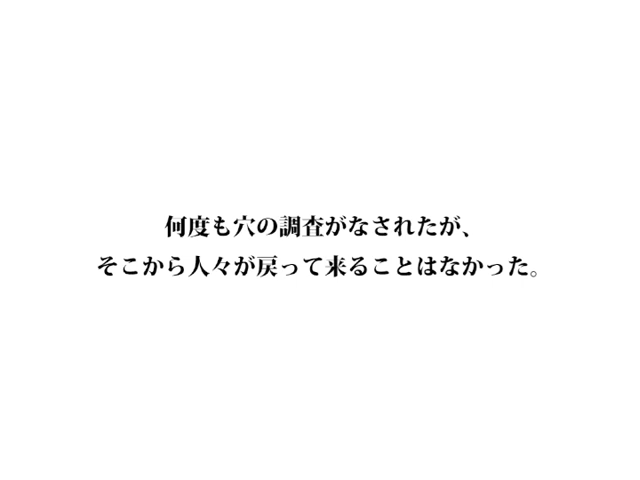 何度も穴の調査がなされたが、
そこから人々が戻って来ることはなかった。